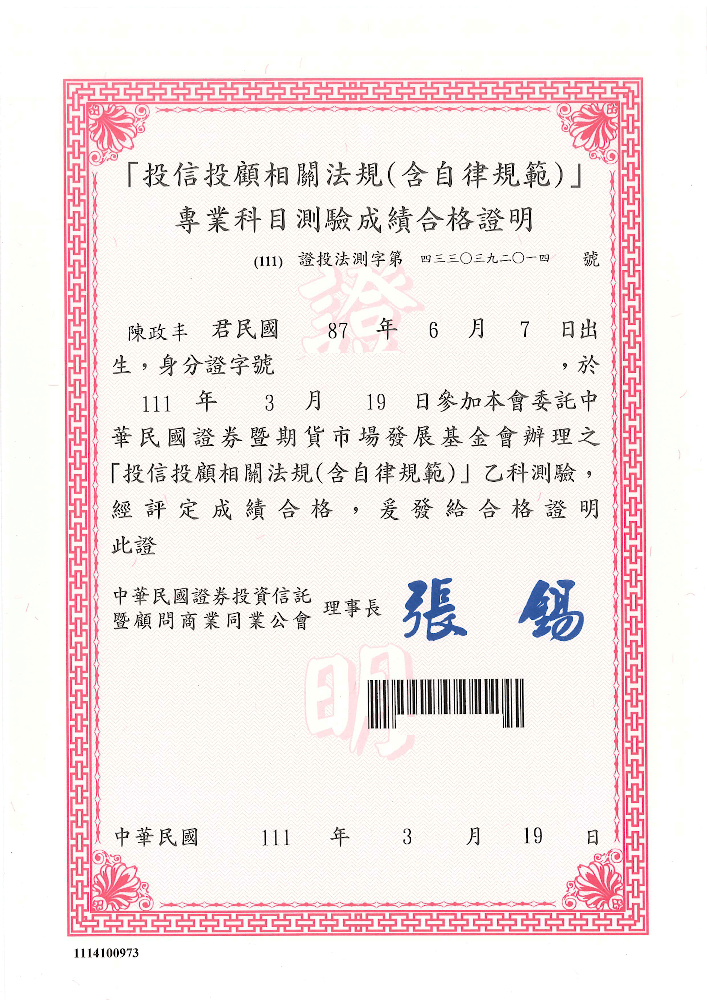 「投信投顧相關法規(含自律規範)」
專業科目測驗成績合格證明
(111) 證投法測字第 四三三〇三九二〇一四 號
陳政丰 君民國 87 年 6 月 7 日出
生，身分證字號 ，於
111 年 3 月 19 日參加本會委託中
華民國證券暨期貨市場發展基金會辦理之
「投信投顧相關法規(含自律規範)」乙科測驗，
經評定成績合格，爰發給合格證明
此證
中華民國證券投資信託
暨顧問商業同業公會 理事長 張錫
證明
中華民國 111 年 3 月 19 日
1114100973